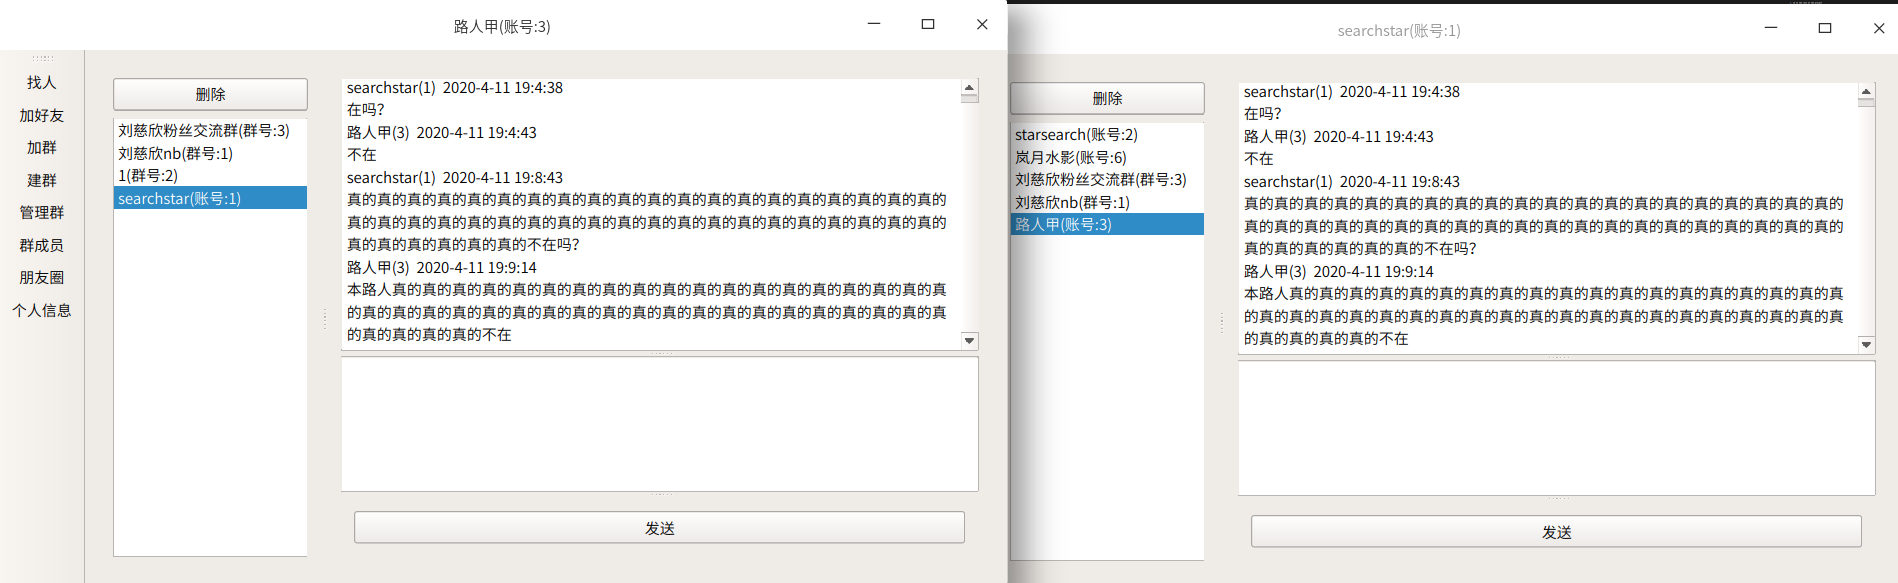 路人甲(账号:3)
找人
加好友
加群
建群
管理群
群成员
朋友圈
个人信息
删除
刘慈欣粉丝交流群(群号:3)
刘慈欣nb(群号:1)
1(群号:2)
searchstar(账号:1)
searchstar(1)  2020-4-11 19:4:38
在吗?
路人甲(3)  2020-4-11 19:4:43
不在
searchstar(1)  2020-4-11 19:8:43
真的真的真的真的真的真的真的真的真的真的真的真的真的真的真的真的真的真的真的真的
真的真的真的真的真的真的真的真的真的真的真的真的真的真的真的真的真的真的真的真的
真的真的真的真的真的真的不在吗?
路人甲(3)  2020-4-11 19:9:14
本路人真的真的真的真的真的真的真的真的真的真的真的真的真的真的真的真的真的真的真
的真的真的真的真的真的真的真的真的真的真的真的真的真的真的真的真的真的真的真的真
的真的真的真的真的不在
发送
searchstar(账号:1)
删除
starsearch(账号:2)
岚月水影(账号:6)
刘慈欣粉丝交流群(群号:3)
刘慈欣nb(群号:1)
路人甲(账号:3)
searchstar(1)  2020-4-11 19:4:38
在吗?
路人甲(3)  2020-4-11 19:4:43
不在
searchstar(1)  2020-4-11 19:8:43
真的真的真的真的真的真的真的真的真的真的真的真的真的真的真的真的真的真的真的真的
真的真的真的真的真的真的真的真的真的真的真的真的真的真的真的真的真的真的真的真的
真的真的真的真的真的真的不在吗?
路人甲(3)  2020-4-11 19:9:14
本路人真的真的真的真的真的真的真的真的真的真的真的真的真的真的真的真的真的真的真
的真的真的真的真的真的真的真的真的真的真的真的真的真的真的真的真的真的真的真的真
的真的真的真的真的不在
发送